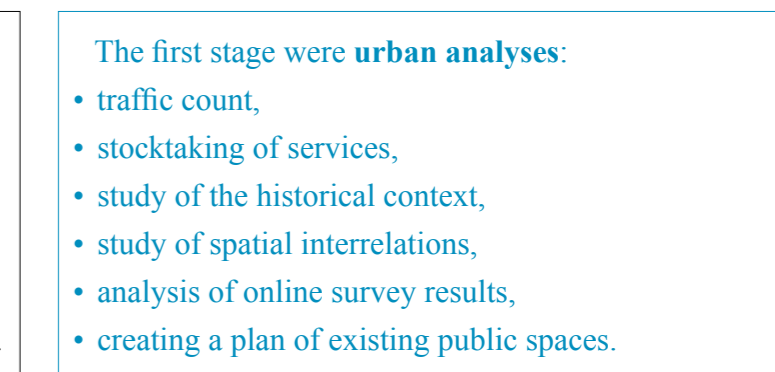 The first stage were urban analyses:
• traffic count,
• stocktaking of services,
• study of the historical context,
• study of spatial interrelations,
• analysis of online survey results,
• creating a plan of existing public spaces.